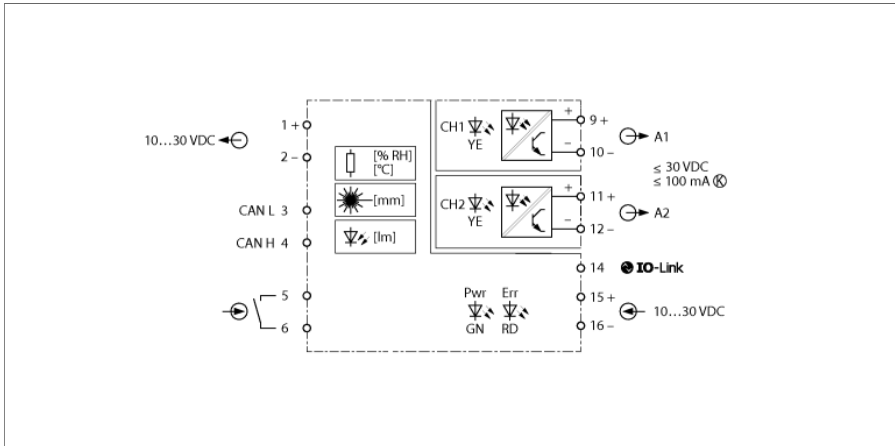 10...30 VDC
1 +
2 –
CAN L 3
CAN H 4
5
6
[% RH]
[°C]
[mm]
[lm]
CH1
YE
+
–
9 +
10 –
A1
≤ 30 VDC
≤ 100 mA Ⓚ
CH2
YE
+
–
11 +
12 –
A2
14 IO-Link
Pwr Err
GN RD
15 +
16 –
10...30 VDC